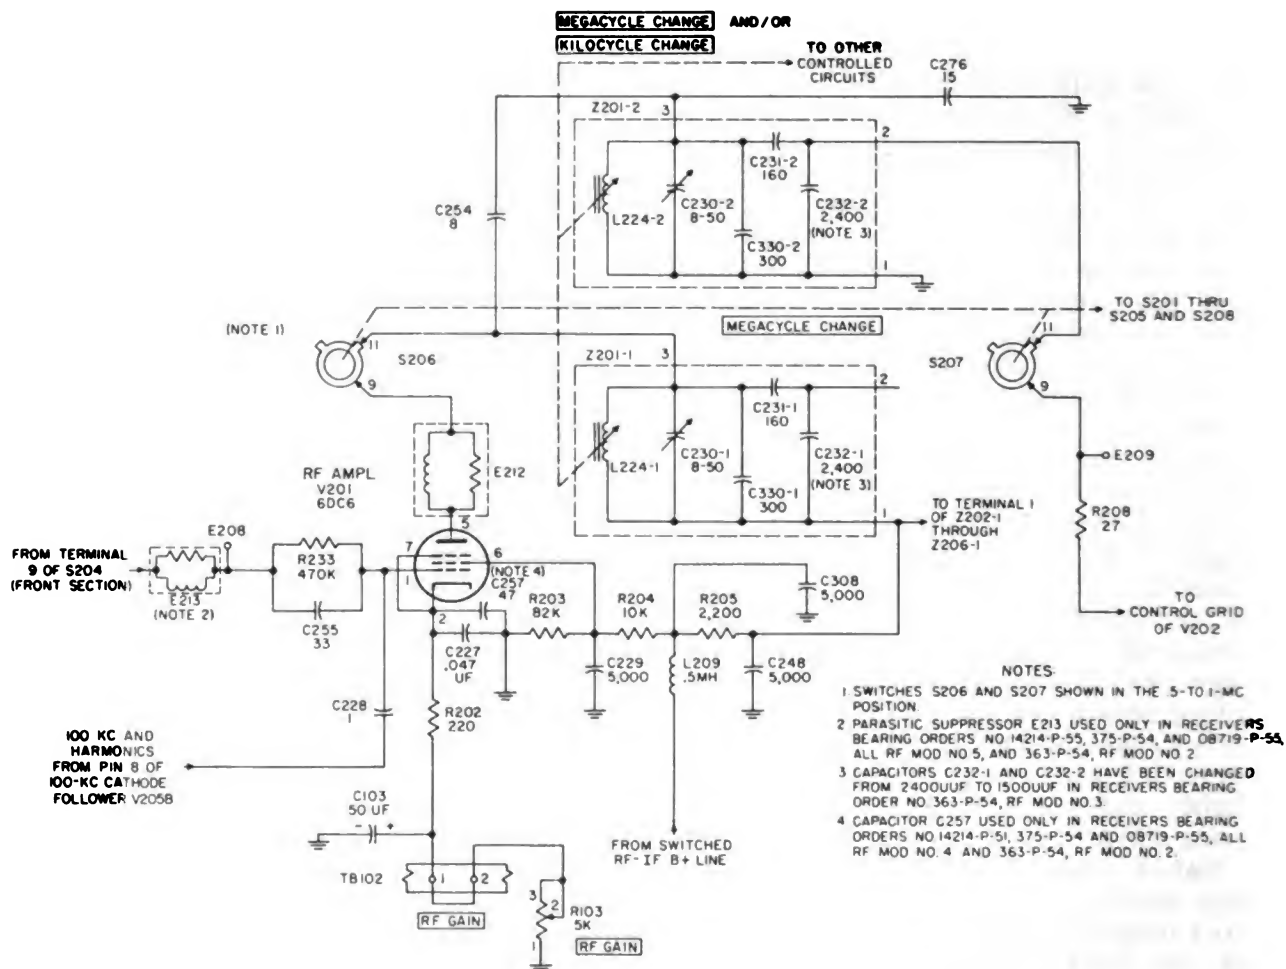 MEGACYCLE CHANGE AND/OR
KILOCYCLE CHANGE
TO OTHER
CONTROLLED
CIRCUITS
C276
15
Z201-2
3
2
C231-2
160
C254
8
L224-2
C230-2
8-50
C232-2
2,400
(NOTE 3)
C330-2
300
1
(NOTE 1)
11
S206
9
MEGACYCLE CHANGE
TO S201 THRU
S205 AND S208
11
S207
9
Z201-1
3
2
C231-1
160
L224-1
C230-1
8-50
C232-1
2,400
(NOTE 3)
C330-1
300
1
E212
RF AMPL
V201
6DC6
E209
R208
27
TO
CONTROL GRID
OF V202
TO TERMINAL 1
OF Z202-1
THROUGH
Z206-1
E208
FROM TERMINAL
9 OF S204
(FRONT SECTION)
E213
(NOTE 2)
R233
470K
C255
33
5
7
6
1
2
(NOTE 4)
C257
47
C227
.047
UF
R203
82K
R204
10K
R205
2,200
C308
5,000
C229
5,000
L209
.5MH
C248
5,000
C228
1
R202
220
100 KC AND
HARMONICS
FROM PIN 8 OF
100-KC CATHODE
FOLLOWER V205B
C103
50 UF
- +
TB102
1 2
RF GAIN
3
2
1
R103
5K
RF GAIN
FROM SWITCHED
RF-IF B+ LINE
NOTES
1 SWITCHES S206 AND S207 SHOWN IN THE .5-TO 1-MC
POSITION.
2 PARASITIC SUPPRESSOR E213 USED ONLY IN RECEIVERS
BEARING ORDERS NO 14214-P-55, 375-P-54, AND 08719-P-55,
ALL RF MOD NO 5, AND 363-P-54, RF MOD NO 2
3 CAPACITORS C232-1 AND C232-2 HAVE BEEN CHANGED
FROM 2400UUF TO 1500UUF IN RECEIVERS BEARING
ORDER NO. 363-P-54, RF MOD NO. 3.
4 CAPACITOR C257 USED ONLY IN RECEIVERS BEARING
ORDERS NO 14214-P-51, 375-P-54 AND 08719-P-55, ALL
RF MOD NO. 4 AND 363-P-54, RF MOD NO. 2.